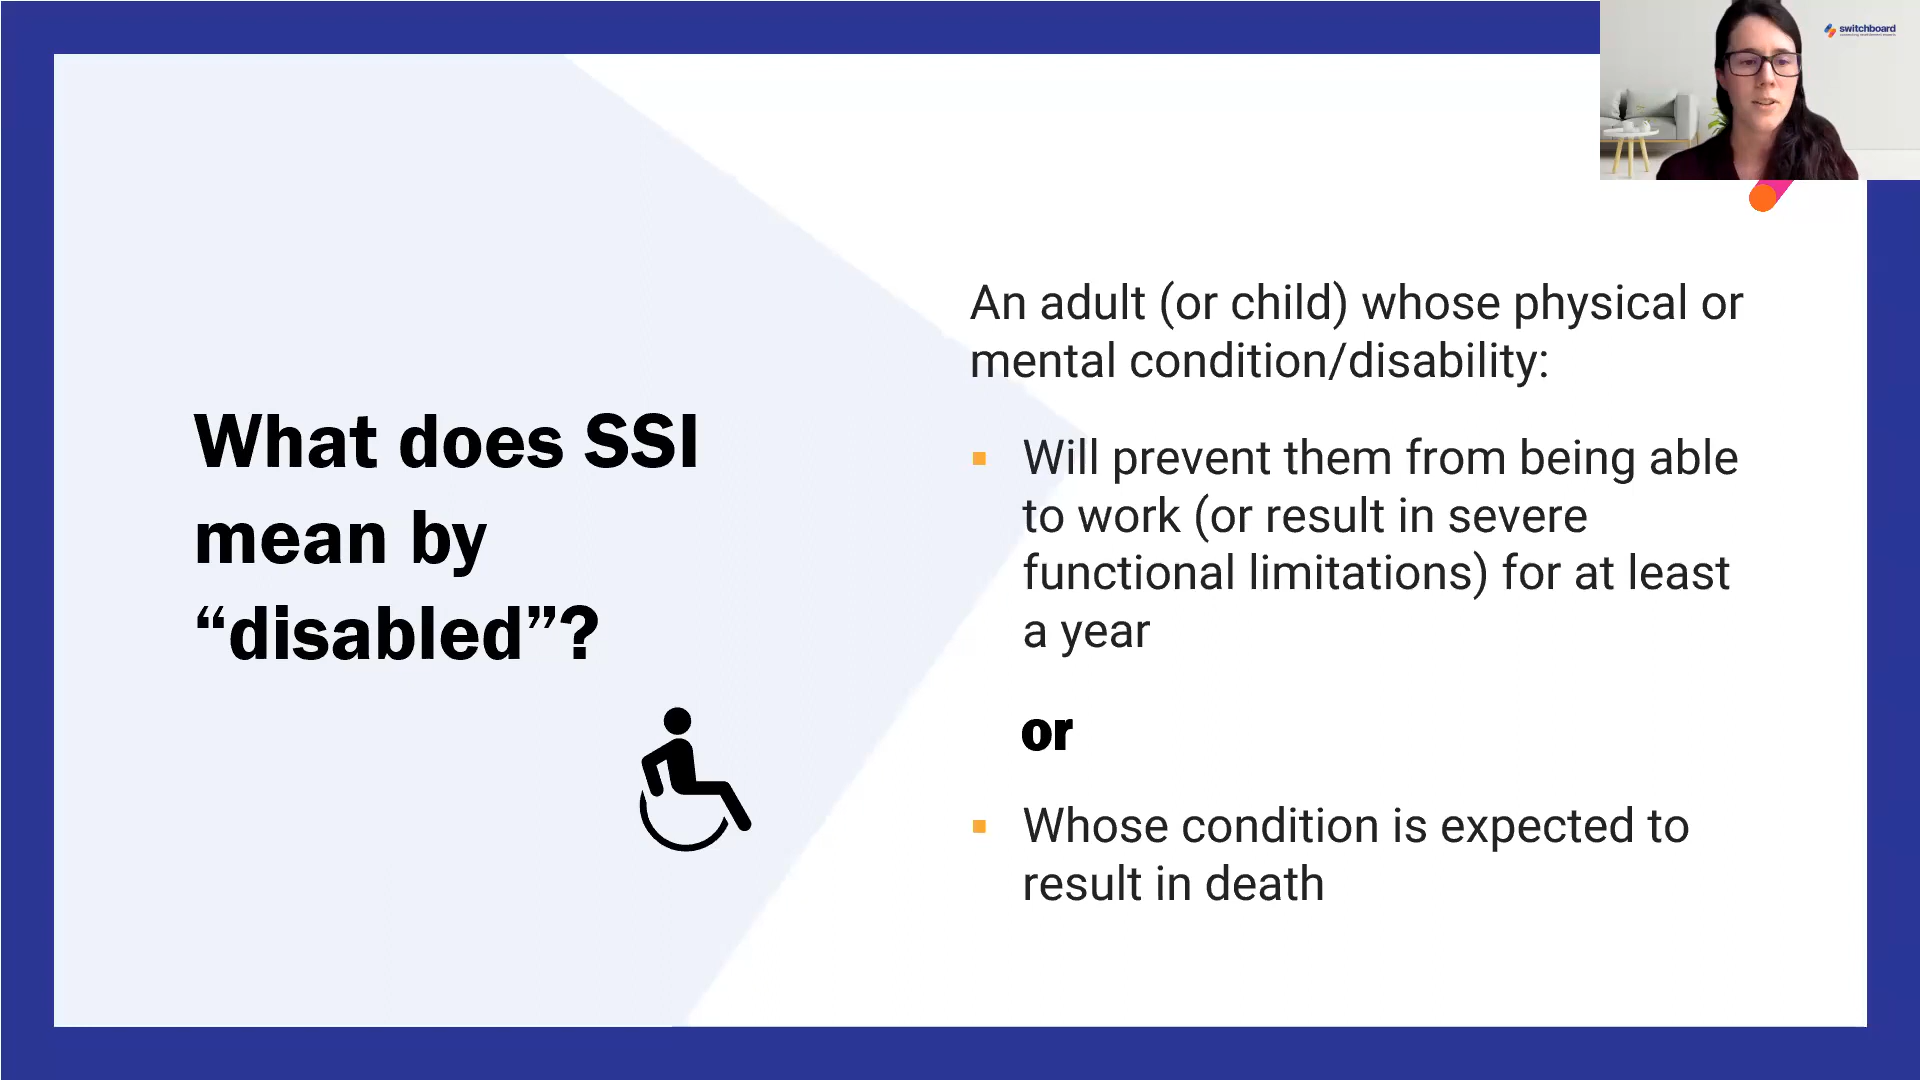 switchboard
What does SSI
mean by
“disabled”?
An adult (or child) whose physical or
mental condition/disability:
Will prevent them from being able
to work (or result in severe
functional limitations) for at least
a year
or
Whose condition is expected to
result in death